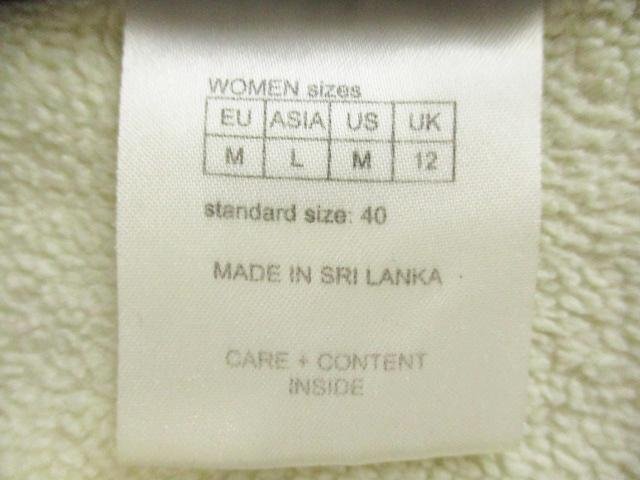 WOMEN sizes
EU ASIA US UK
M L M 12
standard size: 40
MADE IN SRI LANKA
CARE + CONTENT
INSIDE